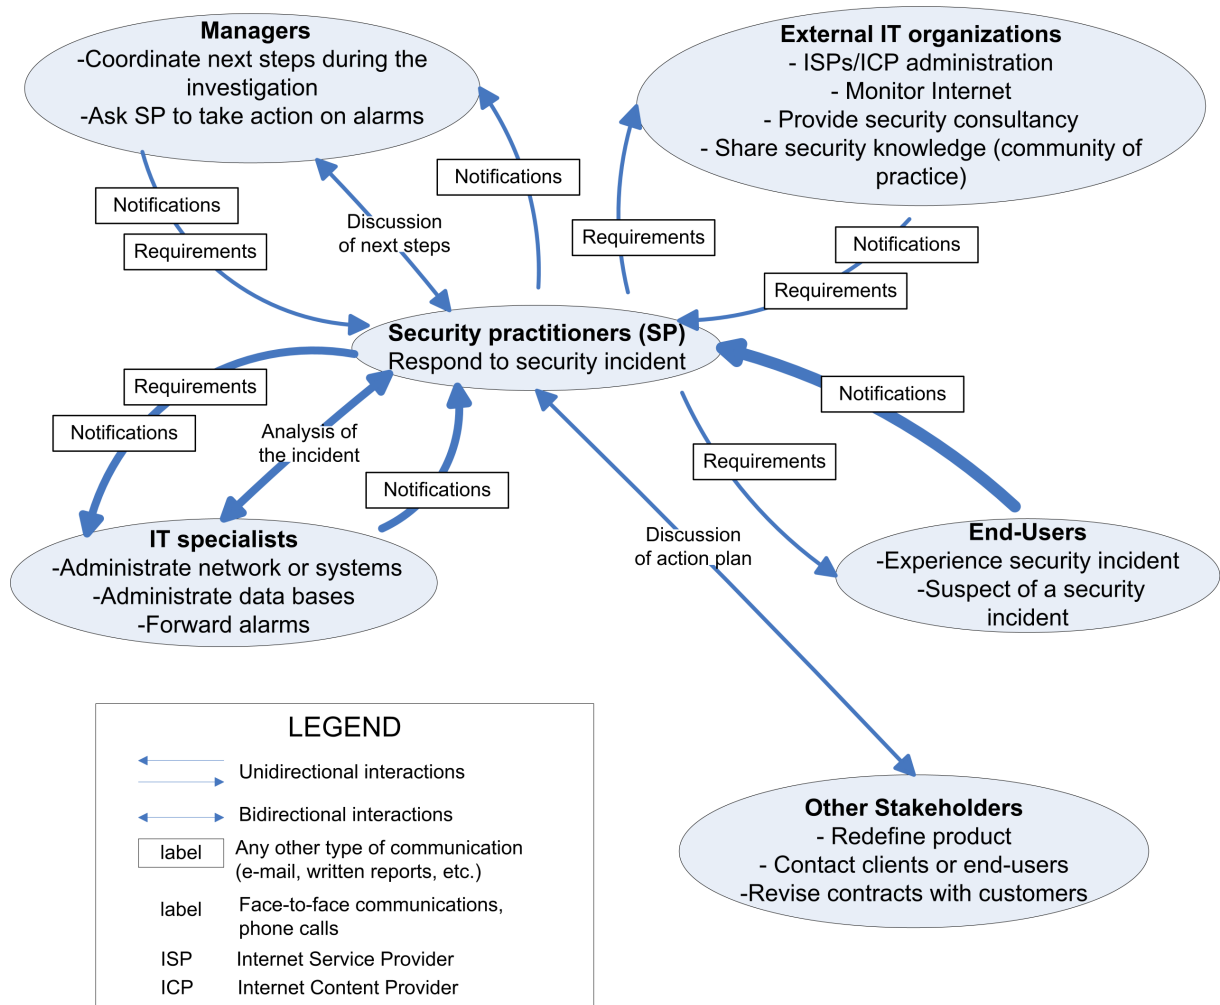 Managers
-Coordinate next steps during the
investigation
-Ask SP to take action on alarms
External IT organizations
- ISPs/ICP administration
- Monitor Internet
- Provide security consultancy
- Share security knowledge (community of
practice)
Notifications
Requirements
Discussion
of next steps
Notifications
Requirements
Notifications
Requirements
Security practitioners (SP)
Respond to security incident
Requirements
Notifications
Analysis of
the incident
Notifications
Notifications
Requirements
Discussion
of action plan
IT specialists
-Administrate network or systems
-Administrate data bases
-Forward alarms
End-Users
-Experience security incident
-Suspect of a security
incident
Other Stakeholders
- Redefine product
- Contact clients or end-users
-Revise contracts with customers
LEGEND
Unidirectional interactions
Bidirectional interactions
label Any other type of communication
(e-mail, written reports, etc.)
label Face-to-face communications,
phone calls
ISP Internet Service Provider
ICP Internet Content Provider